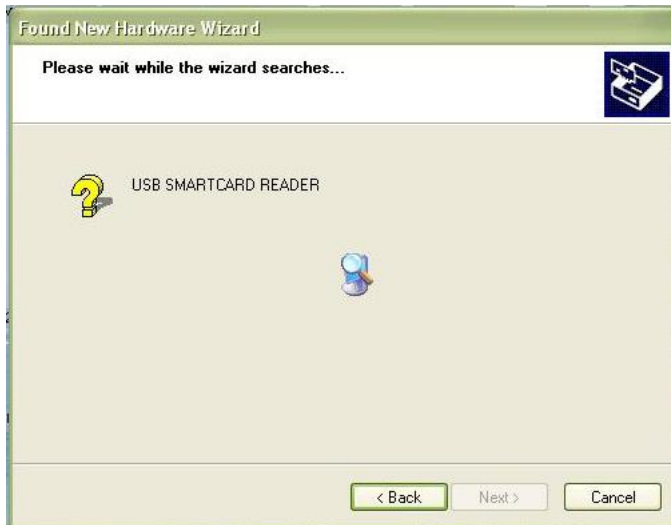 Found New Hardware Wizard
Please wait while the wizard searches...
USB SMARTCARD READER
< Back
Next >
Cancel